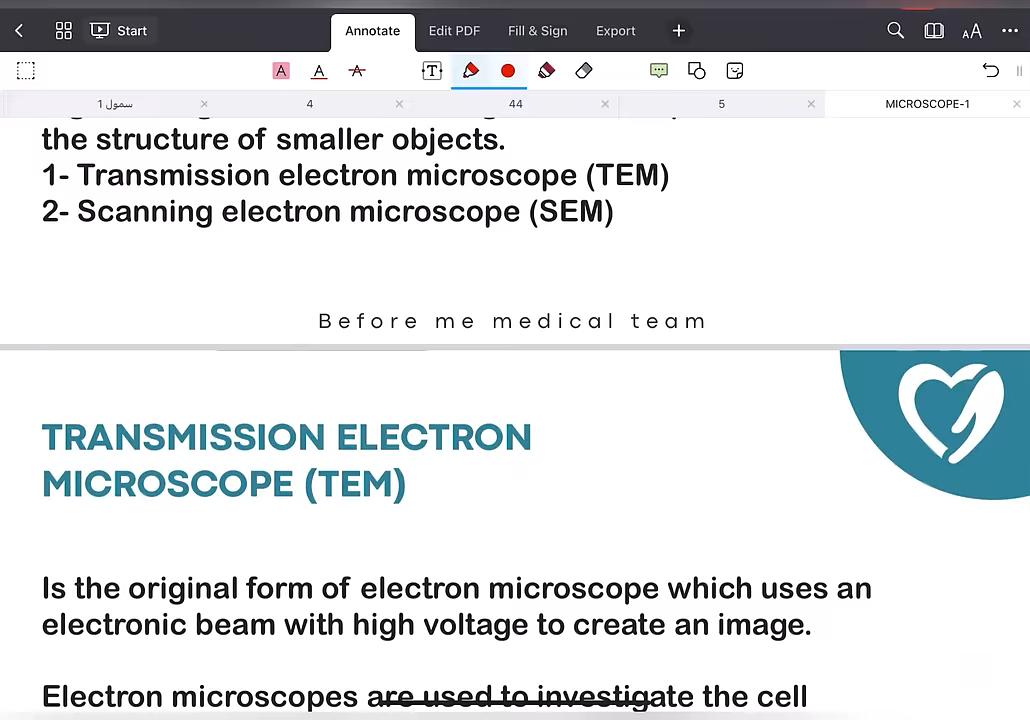 Start
Annotate
Edit PDF
Fill & Sign
Export
AA
A A A T
سمول 1
4
44
5
MICROSCOPE-1
the structure of smaller objects.
1- Transmission electron microscope (TEM)
2- Scanning electron microscope (SEM)
Before me medical team
TRANSMISSION ELECTRON
MICROSCOPE (TEM)
Is the original form of electron microscope which uses an
electronic beam with high voltage to create an image.
Electron microscopes are used to investigate the cell